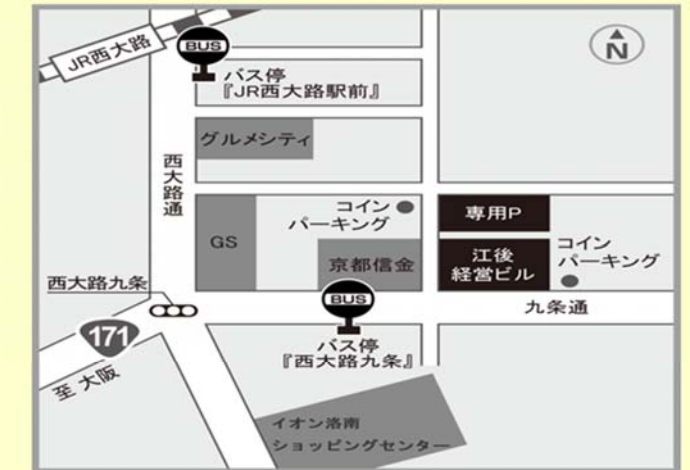 JR西大路
BUS
N
バス停
『JR西大路駅前』
グルメシティ
西大路通
コイン
パーキング
GS
京都信金
専用P
江後
経営ビル
コイン
パーキング
西大路九条
BUS
九条通
171
バス停
『西大路九条』
至 大阪
イオン洛南
ショッピングセンター